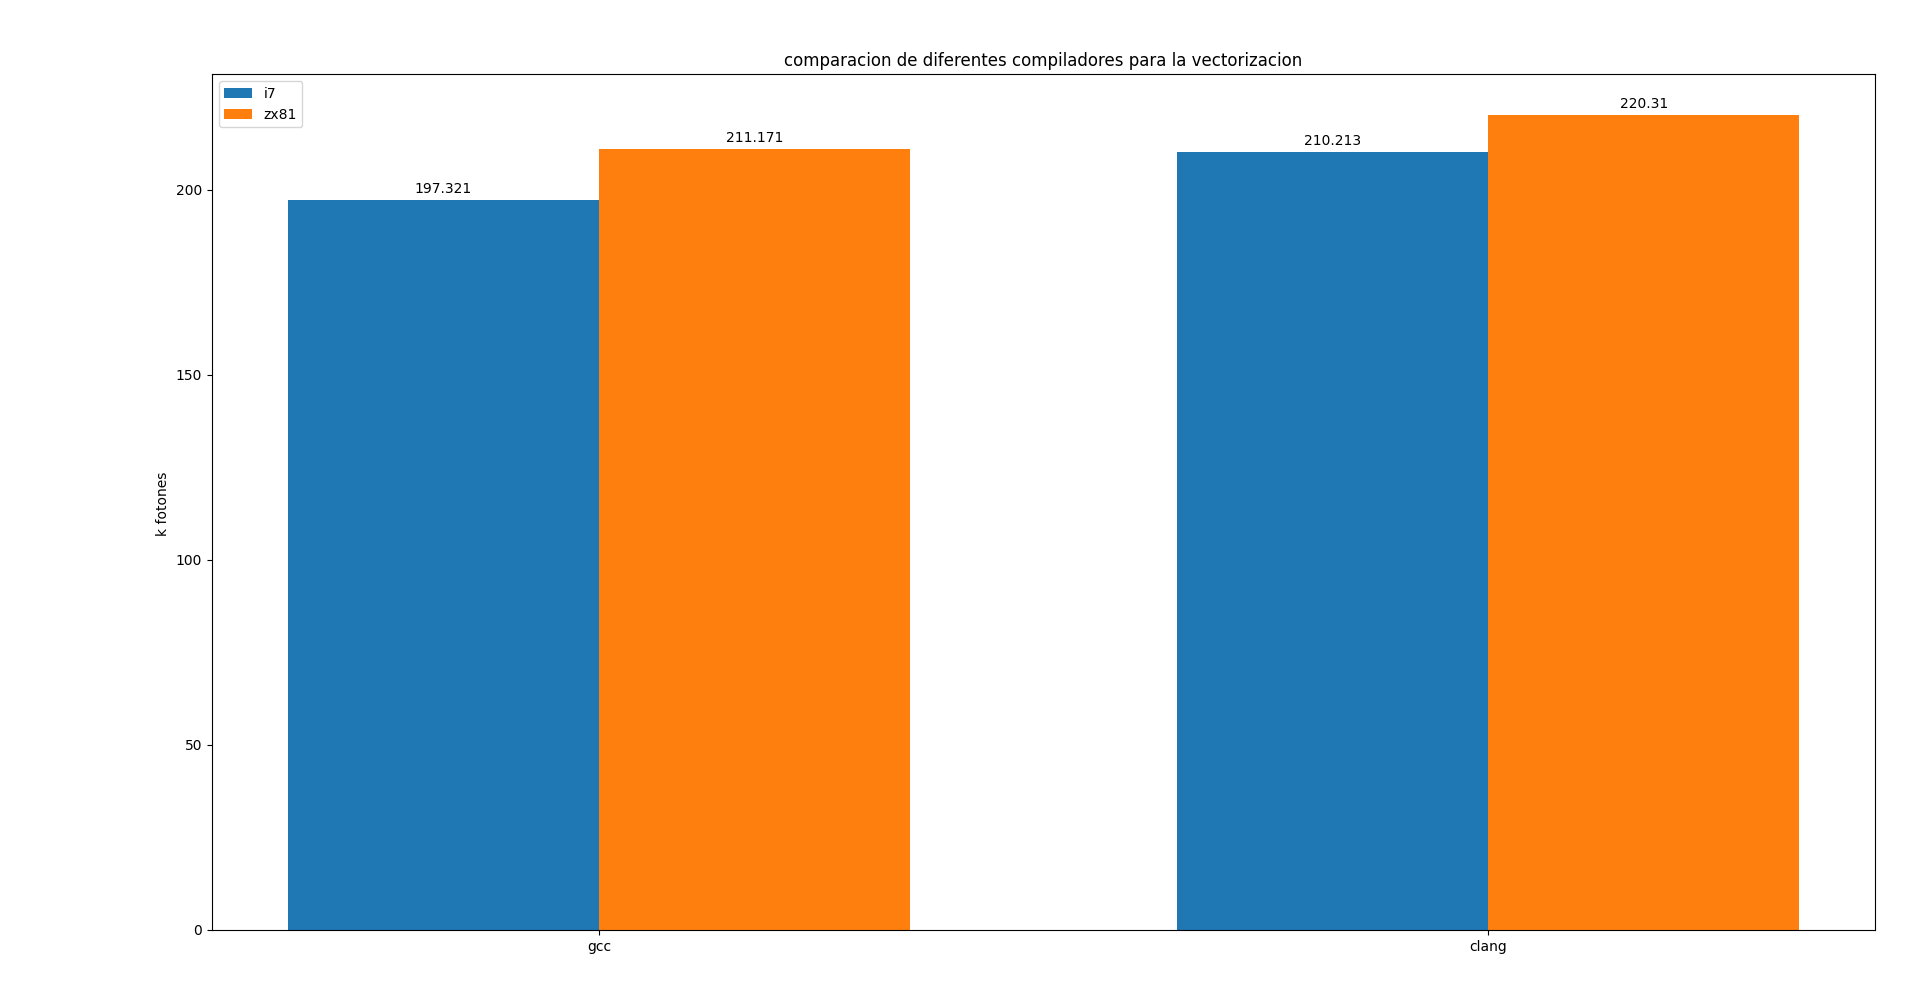 comparacion de diferentes compiladores para la vectorizacion
i7
zx81
220.31
211.171
210.213
197.321
200
150
k fotones
100
50
0
gcc
clang